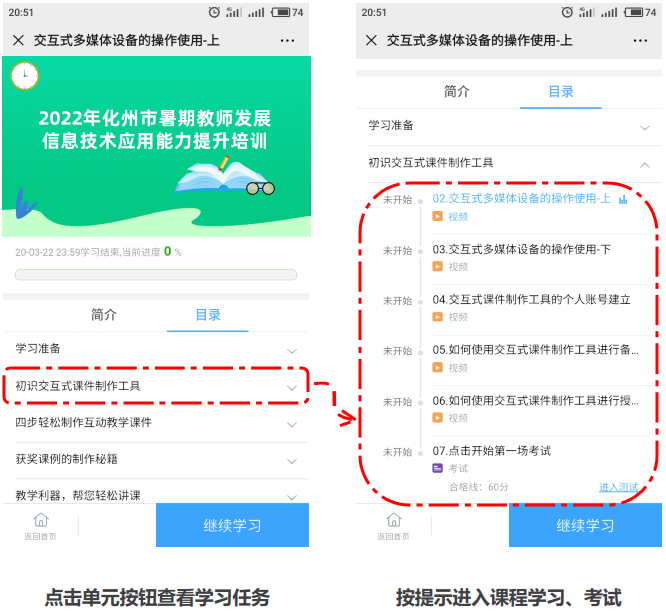 20:51
74
交互式多媒体设备的操作使用-上
2022年化州市暑期教师发展
信息技术应用能力提升培训
20-03-22 23:59学习结束,当前进度 0 %
简介
目录
学习准备
初识交互式课件制作工具
四步轻松制作互动教学课件
获奖课例的制作秘籍
教学利器，帮您轻松讲课
返回首页
继续学习
点击单元按钮查看学习任务
20:51
74
交互式多媒体设备的操作使用-上
简介
目录
学习准备
初识交互式课件制作工具
未开始
02.交互式多媒体设备的操作使用-上
视频
未开始
03.交互式多媒体设备的操作使用-下
视频
未开始
04.交互式课件制作工具的个人账号建立
视频
未开始
05.如何使用交互式课件制作工具进行备...
视频
未开始
06.如何使用交互式课件制作工具进行授...
视频
未开始
07.点击开始第一场考试
考试
合格线：60分
进入测试
返回首页
继续学习
按提示进入课程学习、考试